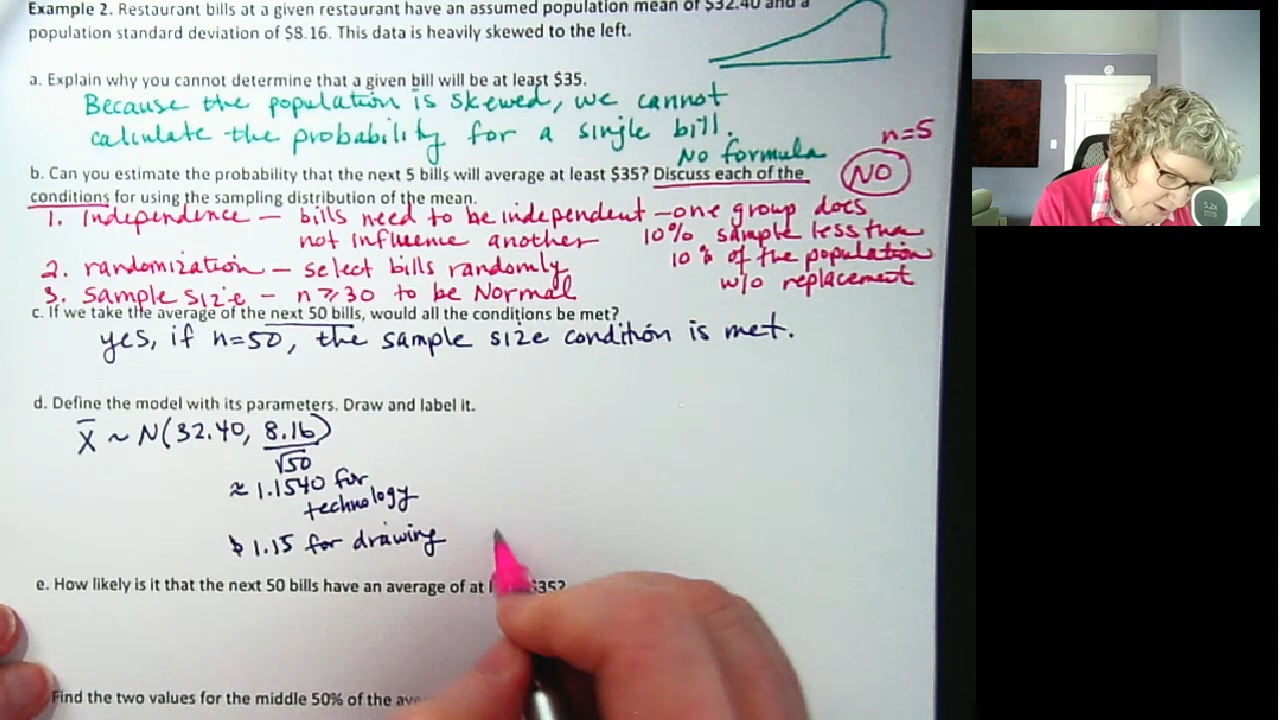 Example 2. Restaurant bills at a given restaurant have an assumed population mean of $32.40 and a
population standard deviation of $8.16. This data is heavily skewed to the left.
a. Explain why you cannot determine that a given bill will be at least $35.
Because the population is skewed, we cannot
calculate the probability for a single bill.
No formula
n=5
b. Can you estimate the probability that the next 5 bills will average at least $35? Discuss each of the
NO
conditions for using the sampling distribution of the mean.
1. Independence – bills need to be independent – one group does
not influence another
10% sample less than
10% of the population
w/o replacement
2. randomization – select bills randomly
3. sample size – n ≥ 30 to be Normal
c. If we take the average of the next 50 bills, would all the conditions be met?
yes, if n=50, the sample size condition is met.
d. Define the model with its parameters. Draw and label it.
X̄ ~ N(32.40, 8.16/√50)
≈ 1.1540 for
technology
$1.15 for drawing
e. How likely is it that the next 50 bills have an average of at $35?
Find the two values for the middle 50% of the